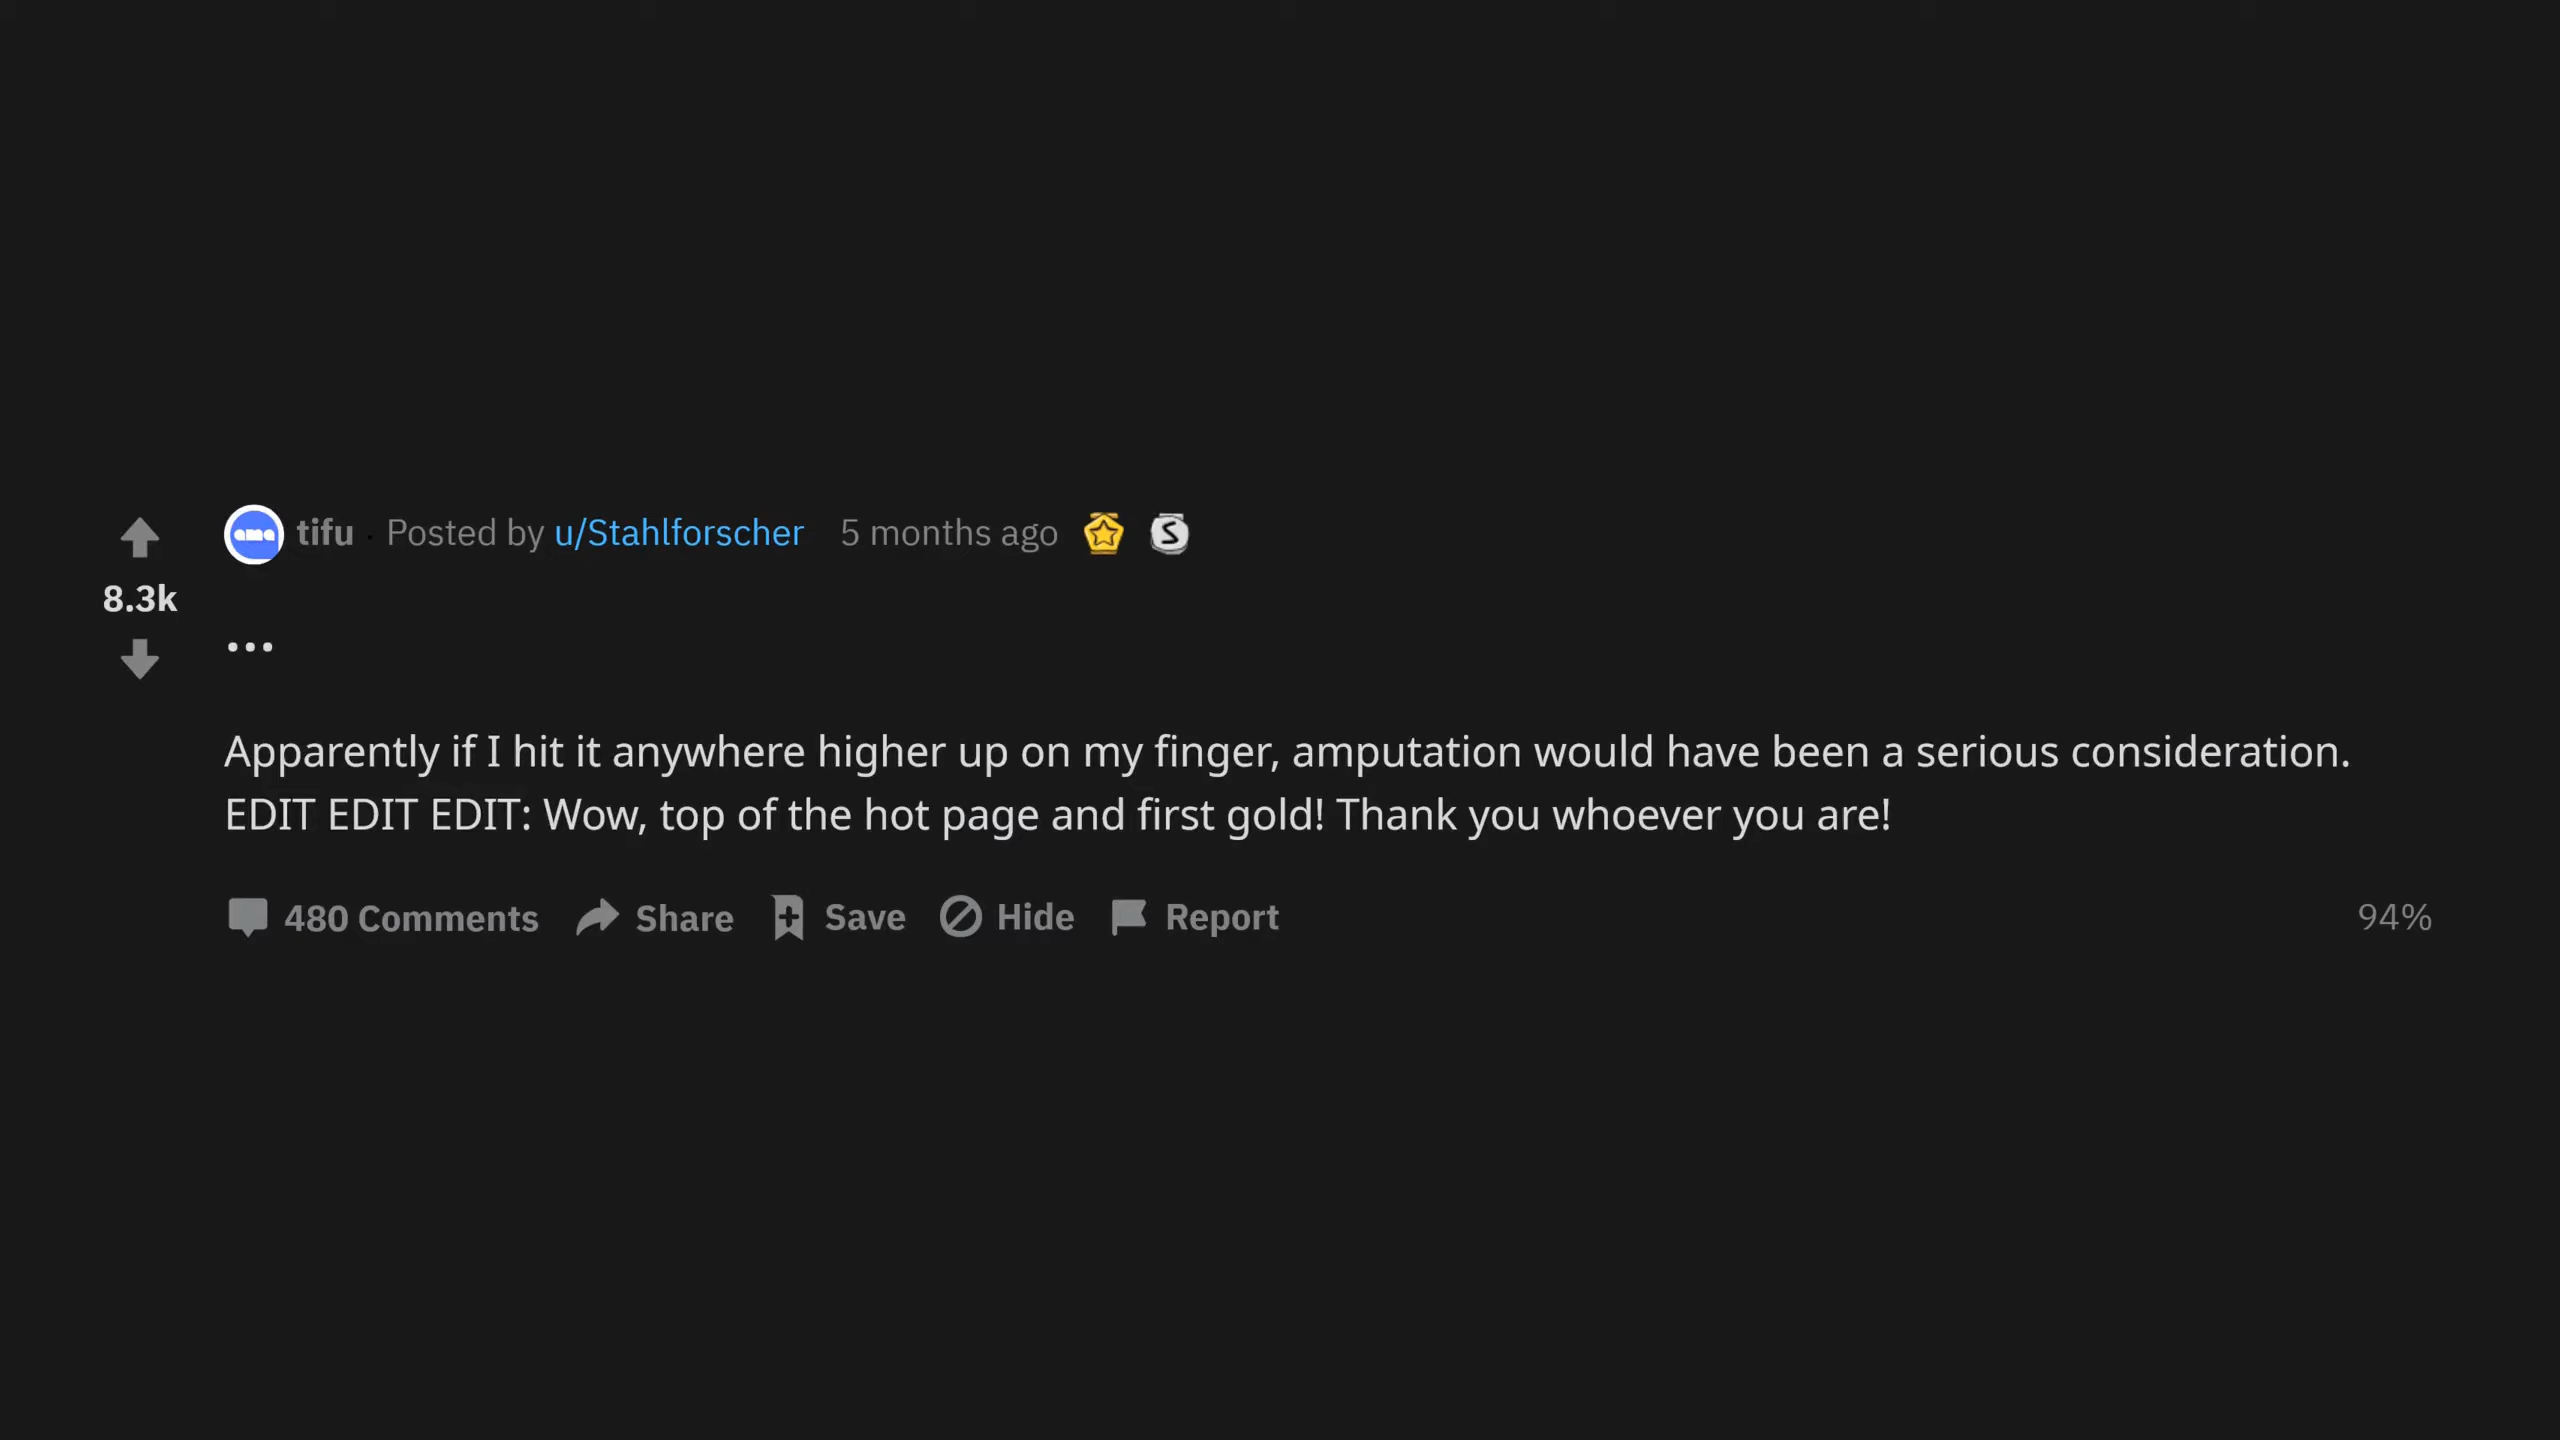 ama tifu · Posted by u/Stahlforscher 5 months ago S
8.3k
...
Apparently if I hit it anywhere higher up on my finger, amputation would have been a serious consideration.
EDIT EDIT EDIT: Wow, top of the hot page and first gold! Thank you whoever you are!
480 Comments Share Save Hide Report 94%